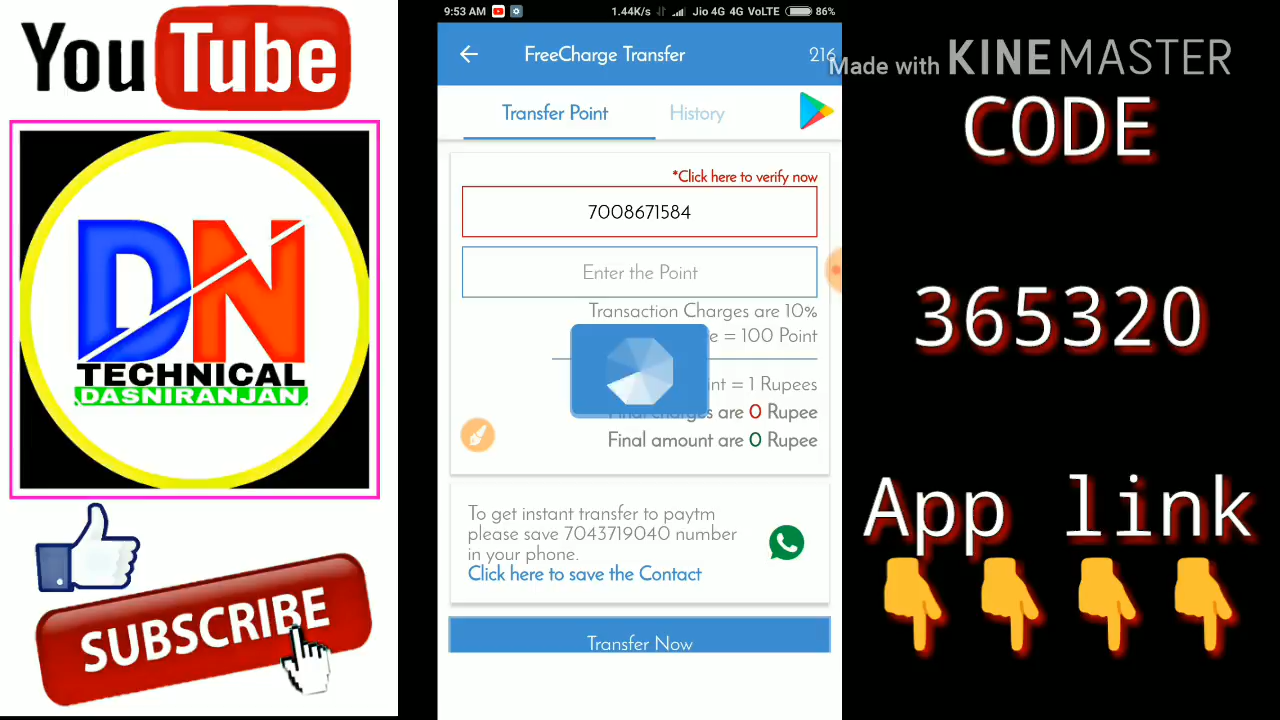 YouTube
DN
TECHNICAL
DASNIRANJAN
SUBSCRIBE
9:53 AM 1.44K/s Jio 4G 4G VoLTE 86%
FreeCharge Transfer 216
Transfer Point History
*Click here to verify now
7008671584
Enter the Point
Transaction Charges are 10%
e = 100 Point
nt = 1 Rupees
Final charges are 0 Rupee
Final amount are 0 Rupee
To get instant transfer to paytm
please save 7043719040 number
in your phone.
Click here to save the Contact
Transfer Now
Made with KINEMASTER
CODE
365320
App link